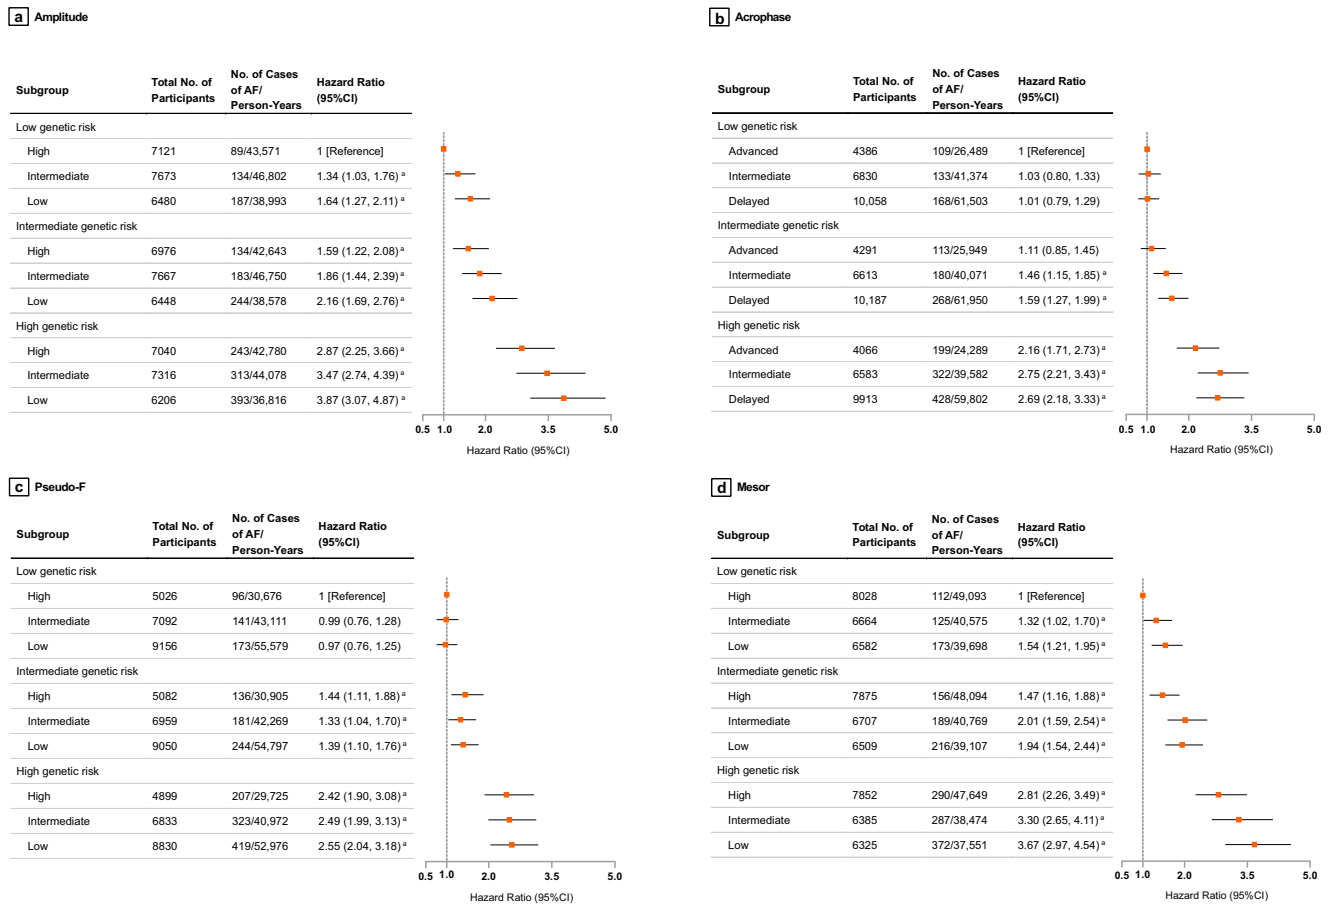 a Amplitude
Subgroup Total No. of Participants No. of Cases of AF/ Person-Years Hazard Ratio (95%CI)
Low genetic risk
High 7121 89/43,571 1 [Reference]
Intermediate 7673 134/46,802 1.34 (1.03, 1.76) a
Low 6480 187/38,993 1.64 (1.27, 2.11) a
Intermediate genetic risk
High 6976 134/42,643 1.59 (1.22, 2.08) a
Intermediate 7667 183/46,750 1.86 (1.44, 2.39) a
Low 6448 244/38,578 2.16 (1.69, 2.76) a
High genetic risk
High 7040 243/42,780 2.87 (2.25, 3.66) a
Intermediate 7316 313/44,078 3.47 (2.74, 4.39) a
Low 6206 393/36,816 3.87 (3.07, 4.87) a
0.5 1.0 2.0 3.5 5.0
Hazard Ratio (95%CI)
b Acrophase
Subgroup Total No. of Participants No. of Cases of AF/ Person-Years Hazard Ratio (95%CI)
Low genetic risk
Advanced 4386 109/26,489 1 [Reference]
Intermediate 6830 133/41,374 1.03 (0.80, 1.33)
Delayed 10,058 168/61,503 1.01 (0.79, 1.29)
Intermediate genetic risk
Advanced 4291 113/25,949 1.11 (0.85, 1.45)
Intermediate 6613 180/40,071 1.46 (1.15, 1.85) a
Delayed 10,187 268/61,950 1.59 (1.27, 1.99) a
High genetic risk
Advanced 4066 199/24,289 2.16 (1.71, 2.73) a
Intermediate 6583 322/39,582 2.75 (2.21, 3.43) a
Delayed 9913 428/59,802 2.69 (2.18, 3.33) a
0.5 1.0 2.0 3.5 5.0
Hazard Ratio (95%CI)
c Pseudo-F
Subgroup Total No. of Participants No. of Cases of AF/ Person-Years Hazard Ratio (95%CI)
Low genetic risk
High 5026 96/30,676 1 [Reference]
Intermediate 7092 141/43,111 0.99 (0.76, 1.28)
Low 9156 173/55,579 0.97 (0.76, 1.25)
Intermediate genetic risk
High 5082 136/30,905 1.44 (1.11, 1.88) a
Intermediate 6959 181/42,269 1.33 (1.04, 1.70) a
Low 9050 244/54,797 1.39 (1.10, 1.76) a
High genetic risk
High 4899 207/29,725 2.42 (1.90, 3.08) a
Intermediate 6833 323/40,972 2.49 (1.99, 3.13) a
Low 8830 419/52,976 2.55 (2.04, 3.18) a
0.5 1.0 2.0 3.5 5.0
Hazard Ratio (95%CI)
d Mesor
Subgroup Total No. of Participants No. of Cases of AF/ Person-Years Hazard Ratio (95%CI)
Low genetic risk
High 8028 112/49,093 1 [Reference]
Intermediate 6664 125/40,575 1.32 (1.02, 1.70) a
Low 6582 173/39,698 1.54 (1.21, 1.95) a
Intermediate genetic risk
High 7875 156/48,094 1.47 (1.16, 1.88) a
Intermediate 6707 189/40,769 2.01 (1.59, 2.54) a
Low 6509 216/39,107 1.94 (1.54, 2.44) a
High genetic risk
High 7852 290/47,649 2.81 (2.26, 3.49) a
Intermediate 6385 287/38,474 3.30 (2.65, 4.11) a
Low 6325 372/37,551 3.67 (2.97, 4.54) a
0.5 1.0 2.0 3.5 5.0
Hazard Ratio (95%CI)